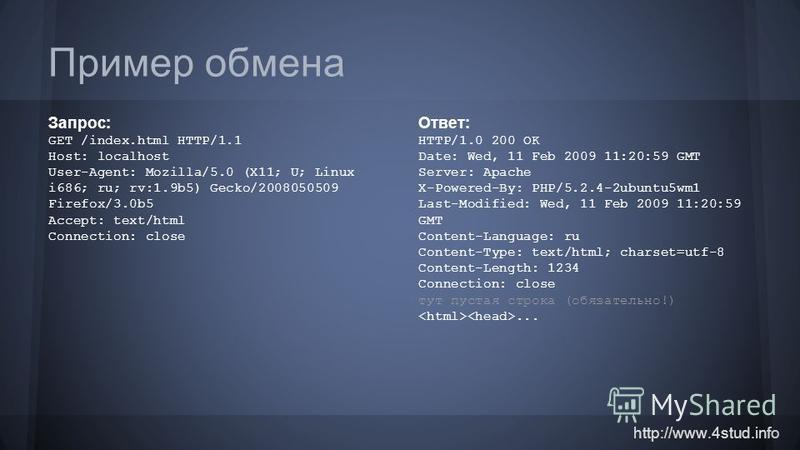 Пример обмена
Запрос:
GET /index.html HTTP/1.1
Host: localhost
User-Agent: Mozilla/5.0 (X11; U; Linux
i686; ru; rv:1.9b5) Gecko/2008050509
Firefox/3.0b5
Accept: text/html
Connection: close
Ответ:
HTTP/1.0 200 OK
Date: Wed, 11 Feb 2009 11:20:59 GMT
Server: Apache
X-Powered-By: PHP/5.2.4-2ubuntu5wm1
Last-Modified: Wed, 11 Feb 2009 11:20:59
GMT
Content-Language: ru
Content-Type: text/html; charset=utf-8
Content-Length: 1234
Connection: close
тут пустая строка (обязательно!)
<html><head>...
MyShared
http://www.4stud.info